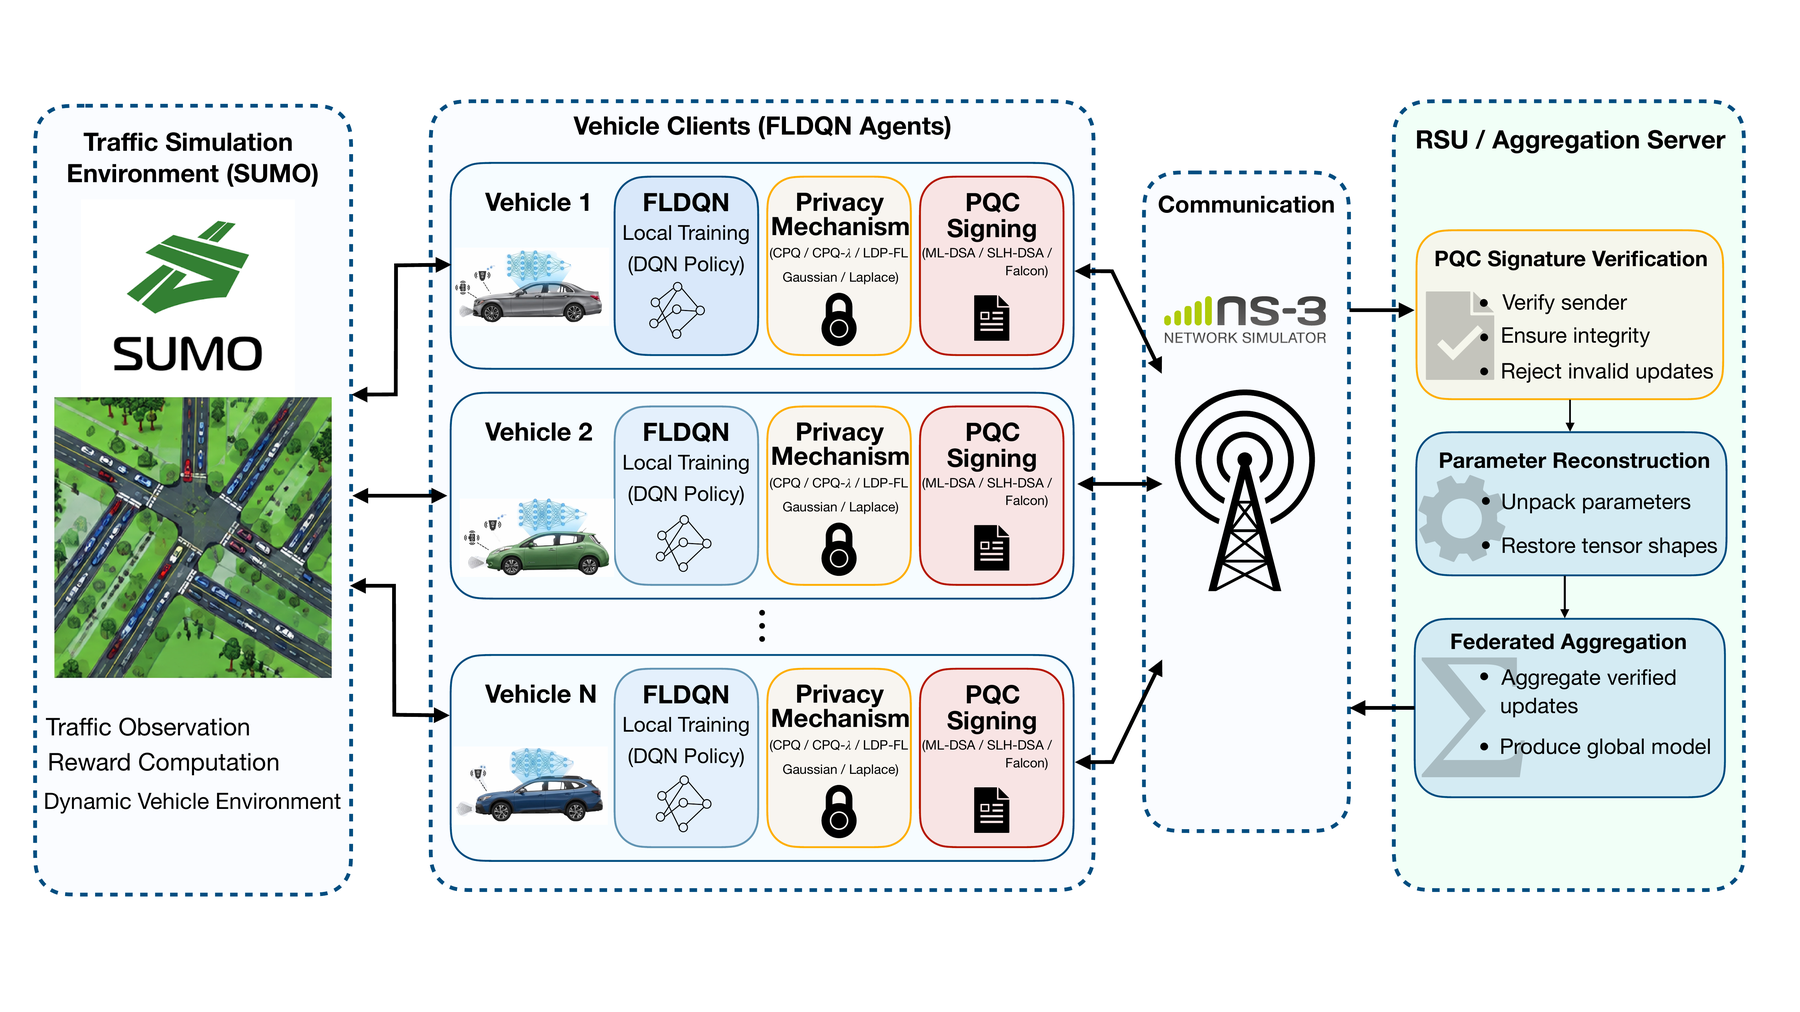 Traffic Simulation
Environment (SUMO)
SUMO
Traffic Observation
Reward Computation
Dynamic Vehicle Environment
Vehicle Clients (FLDQN Agents)
Vehicle 1
FLDQN
Local Training
(DQN Policy)
Privacy
Mechanism
(CPQ / CPQ-λ / LDP-FL
Gaussian / Laplace)
PQC
Signing
(ML-DSA / SLH-DSA /
Falcon)
Vehicle 2
FLDQN
Local Training
(DQN Policy)
Privacy
Mechanism
(CPQ / CPQ-λ / LDP-FL
Gaussian / Laplace)
PQC
Signing
(ML-DSA / SLH-DSA /
Falcon)
Vehicle N
FLDQN
Local Training
(DQN Policy)
Privacy
Mechanism
(CPQ / CPQ-λ / LDP-FL
Gaussian / Laplace)
PQC
Signing
(ML-DSA / SLH-DSA /
Falcon)
Communication
NS-3
NETWORK SIMULATOR
RSU / Aggregation Server
PQC Signature Verification
• Verify sender
• Ensure integrity
• Reject invalid updates
Parameter Reconstruction
• Unpack parameters
• Restore tensor shapes
Federated Aggregation
• Aggregate verified
updates
• Produce global model